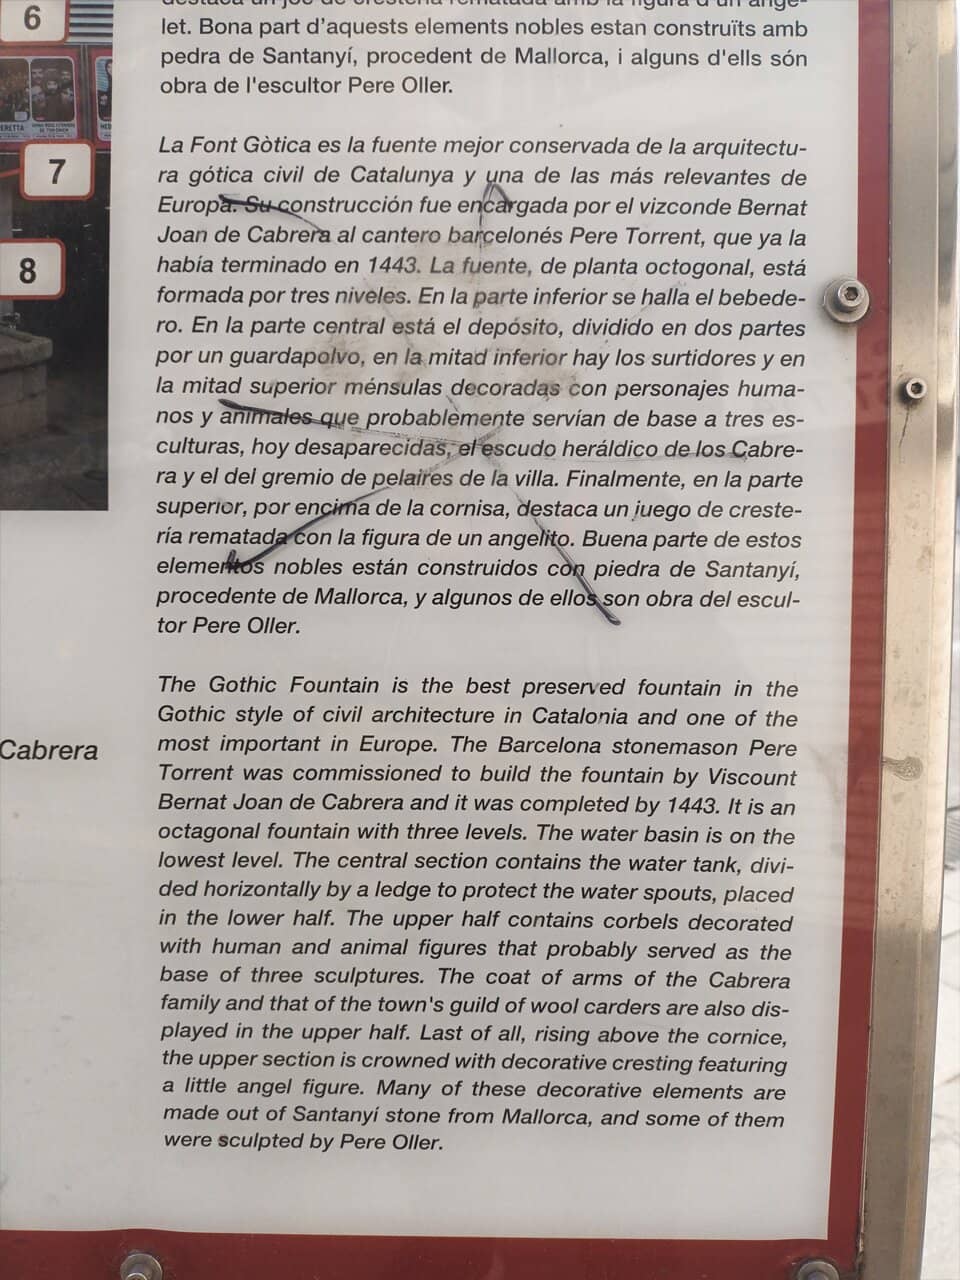 6
7
8
Cabrera
let. Bona part d'aquests elements nobles estan construïts amb
pedra de Santanyí, procedent de Mallorca, i alguns d'ells són
obra de l'escultor Pere Oller.
La Font Gòtica es la fuente mejor conservada de la arquitectu-
ra gótica civil de Catalunya y una de las más relevantes de
Europa. Su construcción fue encargada por el vizconde Bernat
Joan de Cabrera al cantero barcelonés Pere Torrent, que ya la
había terminado en 1443. La fuente, de planta octogonal, está
formada por tres niveles. En la parte inferior se halla el bebede-
ro. En la parte central está el depósito, dividido en dos partes
por un guardapolvo, en la mitad inferior hay los surtidores y en
la mitad superior ménsulas decoradas con personajes huma-
nos y animales que probablemente servían de base a tres es-
culturas, hoy desaparecidas, el escudo heráldico de los Cabre-
ra y el del gremio de pelaires de la villa. Finalmente, en la parte
superior, por encima de la cornisa, destaca un juego de creste-
ría rematada con la figura de un angelito. Buena parte de estos
elementos nobles están construidos con piedra de Santanyí,
procedente de Mallorca, y algunos de ellos son obra del escul-
tor Pere Oller.
The Gothic Fountain is the best preserved fountain in the
Gothic style of civil architecture in Catalonia and one of the
most important in Europe. The Barcelona stonemason Pere
Torrent was commissioned to build the fountain by Viscount
Bernat Joan de Cabrera and it was completed by 1443. It is an
octagonal fountain with three levels. The water basin is on the
lowest level. The central section contains the water tank, divi-
ded horizontally by a ledge to protect the water spouts, placed
in the lower half. The upper half contains corbels decorated
with human and animal figures that probably served as the
base of three sculptures. The coat of arms of the Cabrera
family and that of the town's guild of wool carders are also dis-
played in the upper half. Last of all, rising above the cornice,
the upper section is crowned with decorative cresting featuring
a little angel figure. Many of these decorative elements are
made out of Santanyí stone from Mallorca, and some of them
were sculpted by Pere Oller.